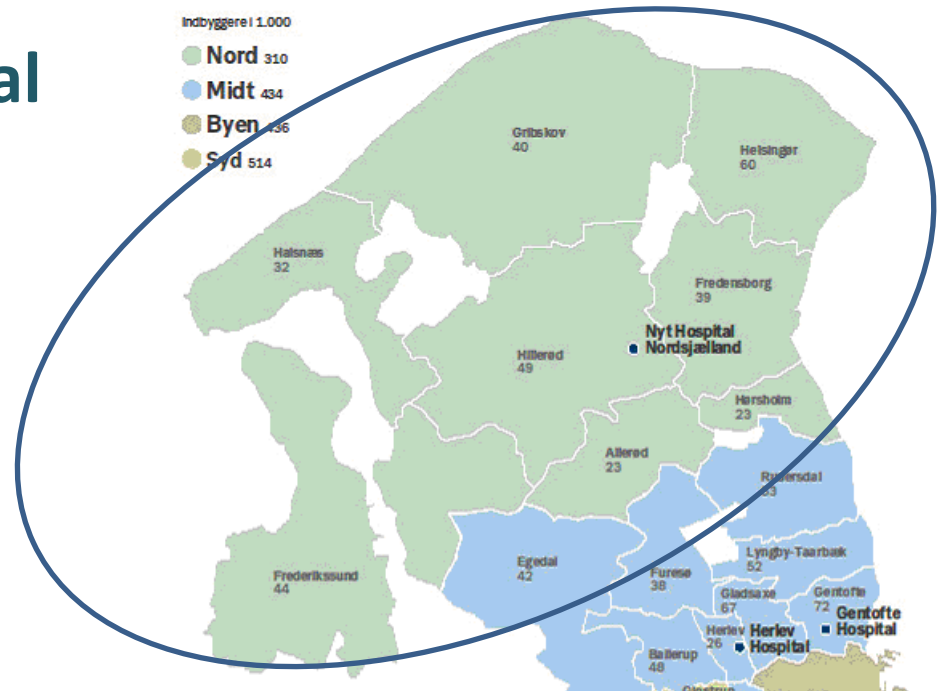 al
Indbyggere i 1.000
Nord 310
Midt 434
Byen 436
Syd 514
Gribskov
40
Helsingør
60
Halsnæs
32
Fredensborg
39
Nyt Hospital
Nordsjælland
Hillerød
49
Hørsholm
23
Allerød
23
Rudersdal
53
Lyngby-Taarbæk
52
Egedal
42
Furesø
38
Frederikssund
44
Gladsaxe
67
Gentofte
72
Gentofte
Hospital
Herlev
26
Herlev
Hospital
Ballerup
48
Glostrup